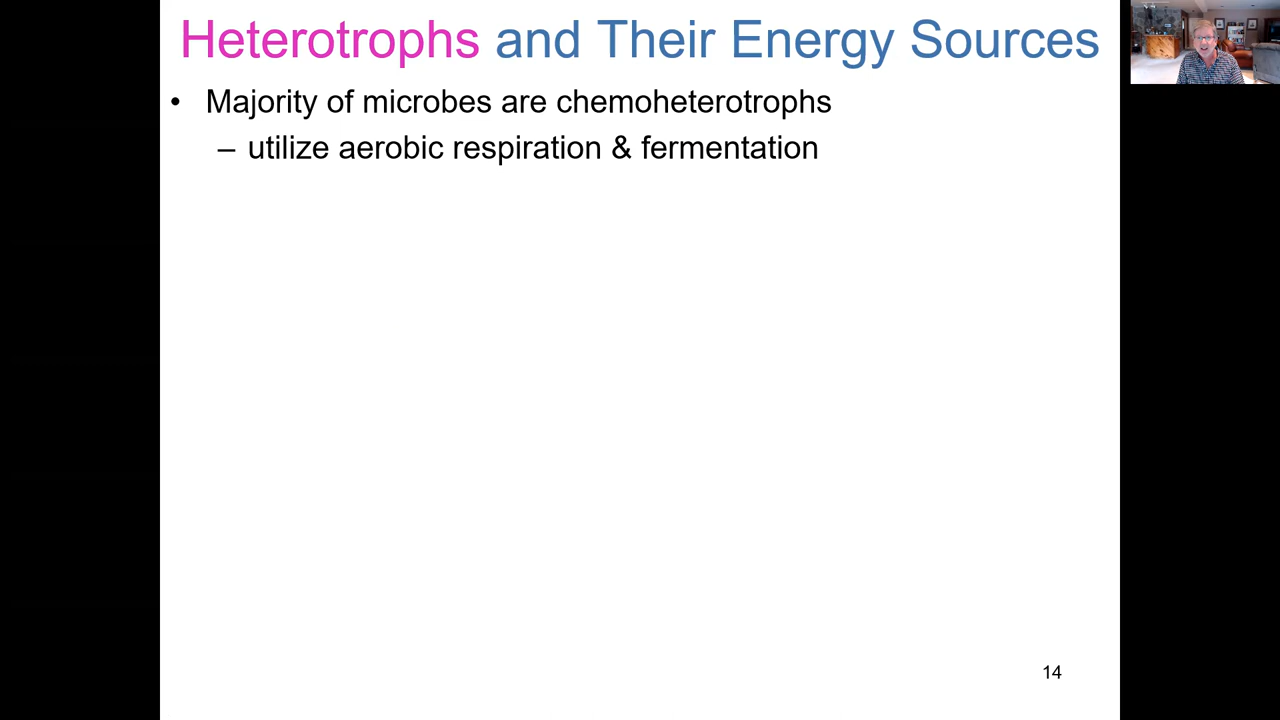 Heterotrophs and Their Energy Sources
• Majority of microbes are chemoheterotrophs
– utilize aerobic respiration & fermentation
14